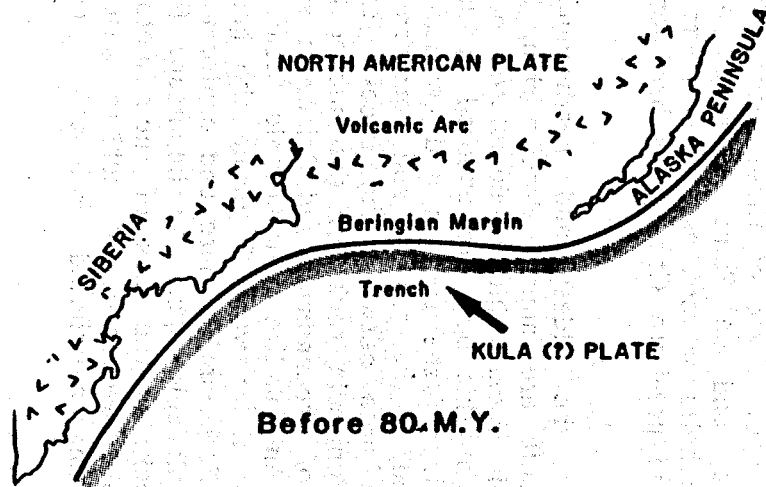 NORTH AMERICAN PLATE
Volcanic Arc
ALASKA PENINSULA
SIBERIA
Beringian Margin
Trench
KULA (?) PLATE
Before 80 M.Y.